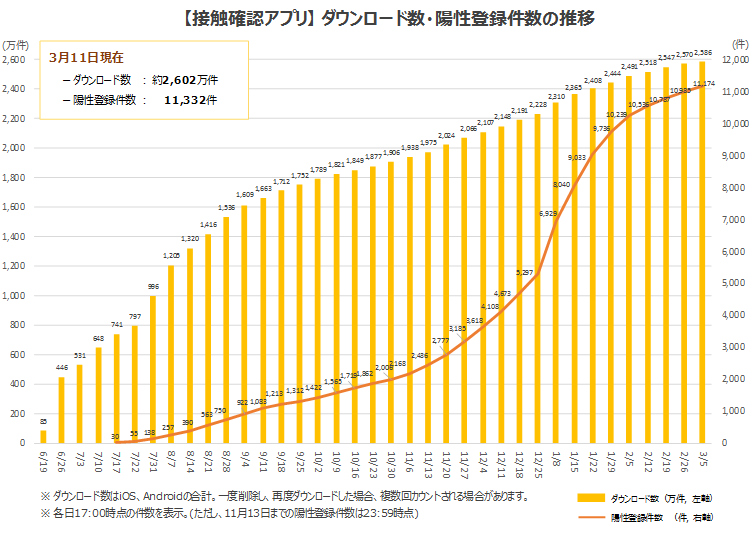 【接触確認アプリ】ダウンロード数・陽性登録件数の推移
(万件)
(件)
3月11日現在
－ダウンロード数 ： 約2,602万件
－陽性登録件数 ： 11,332件
2,600
2,400
2,200
2,000
1,800
1,600
1,400
1,200
1,000
800
600
400
200
0
12,000
11,000
10,000
9,000
8,000
7,000
6,000
5,000
4,000
3,000
2,000
1,000
0
85 446 531 648 741 797 996 1,205 1,320 1,416 1,536 1,609 1,663 1,712 1,752 1,789 1,821 1,849 1,877 1,906 1,938 1,975 2,024 2,066 2,107 2,148 2,191 2,228 2,310 2,365 2,408 2,444 2,491 2,518 2,547 2,570 2,586
30 55 138 257 390 563 750 922 1,083 1,213 1,312 1,422 1,565 1,719 1,862 2,006 2,168 2,436 2,777 3,185 3,618 4,108 4,673 5,297 6,929 8,040 9,033 9,736 10,239 10,536 10,787 10,985 11,174
6/19 6/26 7/3 7/10 7/17 7/22 7/31 8/7 8/14 8/21 8/28 9/4 9/11 9/18 9/25 10/2 10/9 10/16 10/23 10/30 11/6 11/13 11/20 11/27 12/4 12/11 12/18 12/25 1/8 1/15 1/22 1/29 2/5 2/12 2/19 2/26 3/5
※ ダウンロード数はiOS、Androidの合計。一度削除し、再度ダウンロードした場合、複数回カウントされる場合があります。
※ 各日17:00時点の件数を表示。（ただし、11月13日までの陽性登録件数は23:59時点）
ダウンロード数（万件，左軸）
陽性登録件数 （件，右軸）